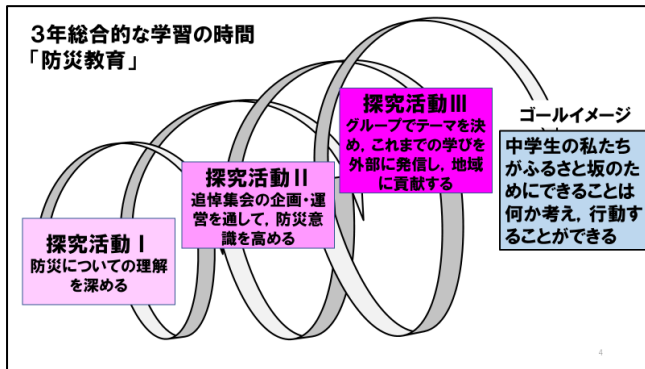 ３年総合的な学習の時間
「防災教育」
探究活動Ⅲ
グループでテーマを決
め，これまでの学びを
外部に発信し，地域
に貢献する
ゴールイメージ
中学生の私たち
がふるさと坂のた
めにできることは
何か考え，行動す
ることができる
探究活動Ⅱ
追悼集会の企画・運
営を通して，防災意
識を高める
探究活動Ⅰ
防災についての理解
を深める
4